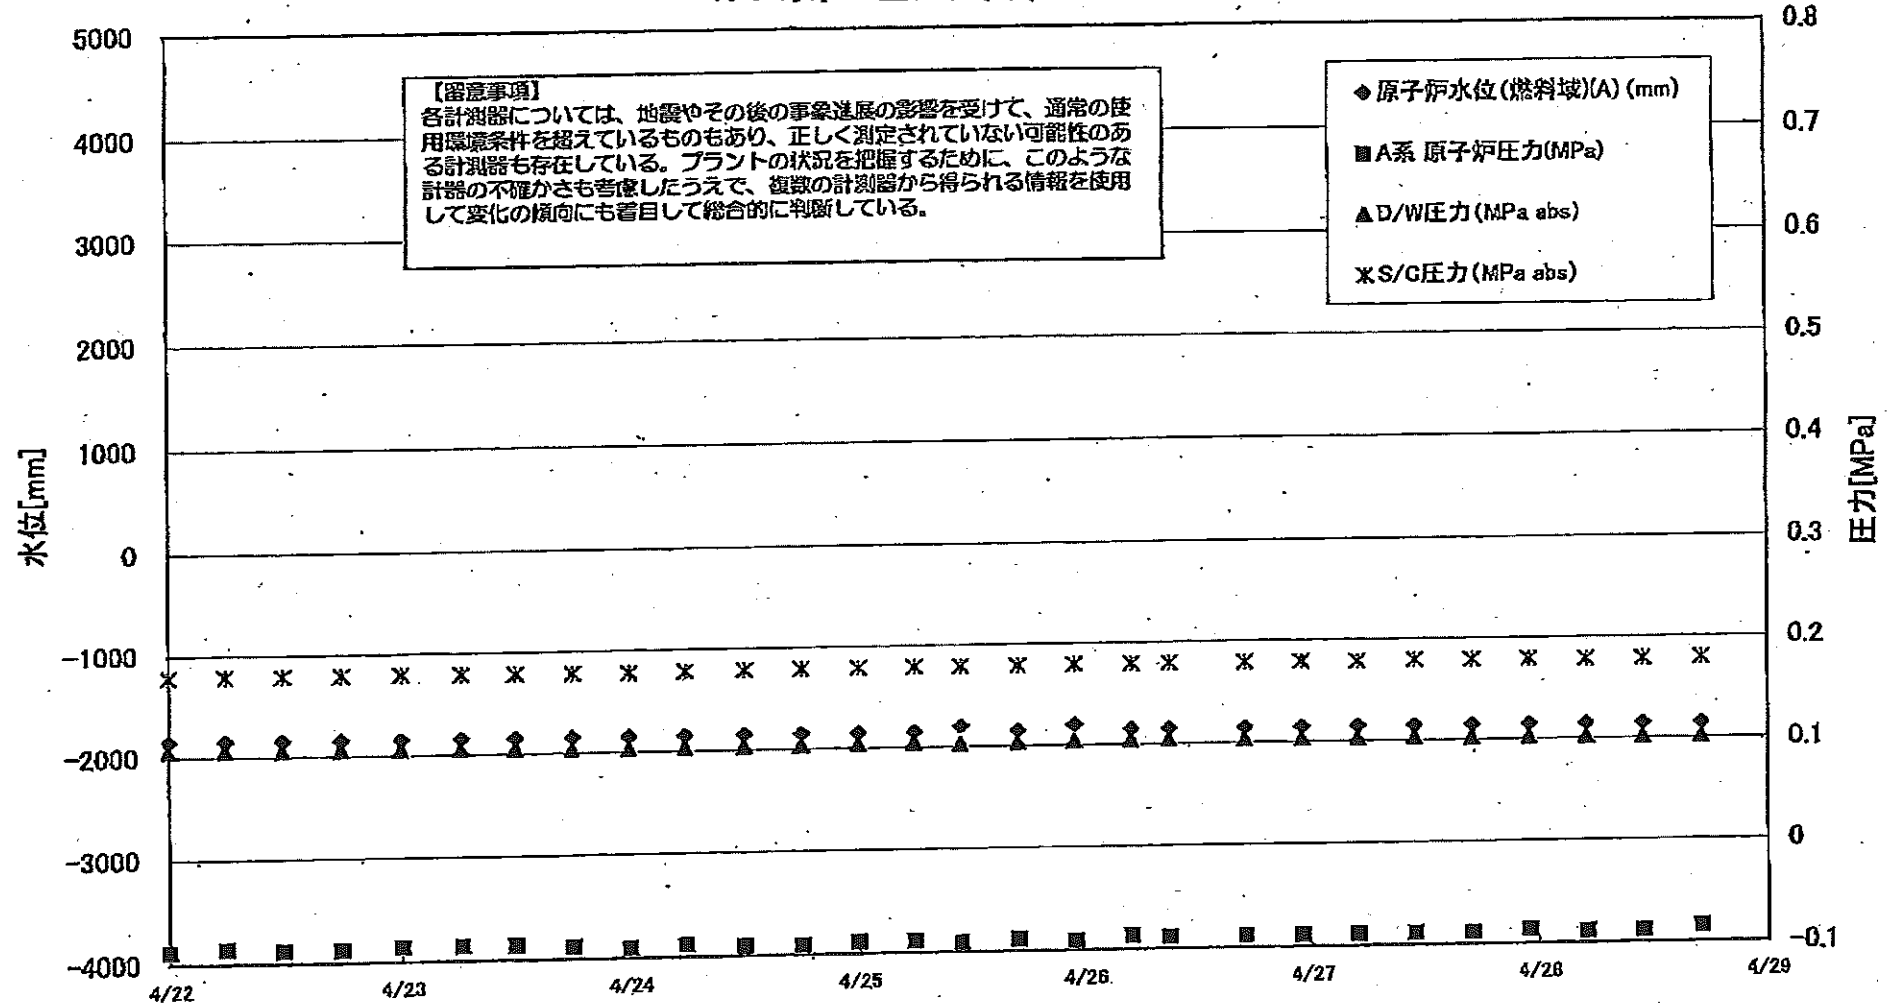 5000
4000
3000
2000
1000
0
-1000
-2000
-3000
-4000
水位[mm]
【留意事項】
各計測器については、地震やその後の事象進展の影響を受けて、通常の使
用環境条件を超えているものもあり、正しく測定されていない可能性のあ
る計測器も存在している。プラントの状況を把握するために、このような
計器の不確かさも考慮したうえで、複数の計測器から得られる情報を使用
して変化の傾向にも着目して総合的に判断している。
◆原子炉水位(燃料域)(A)(mm)
■A系 原子炉圧力(MPa)
▲D/W圧力(MPa abs)
S/C圧力(MPa abs)
0.8
0.7
0.6
0.5
0.4
0.3
0.2
0.1
0
-0.1
圧力[MPa]
4/22
4/23
4/24
4/25
4/26
4/27
4/28
4/29